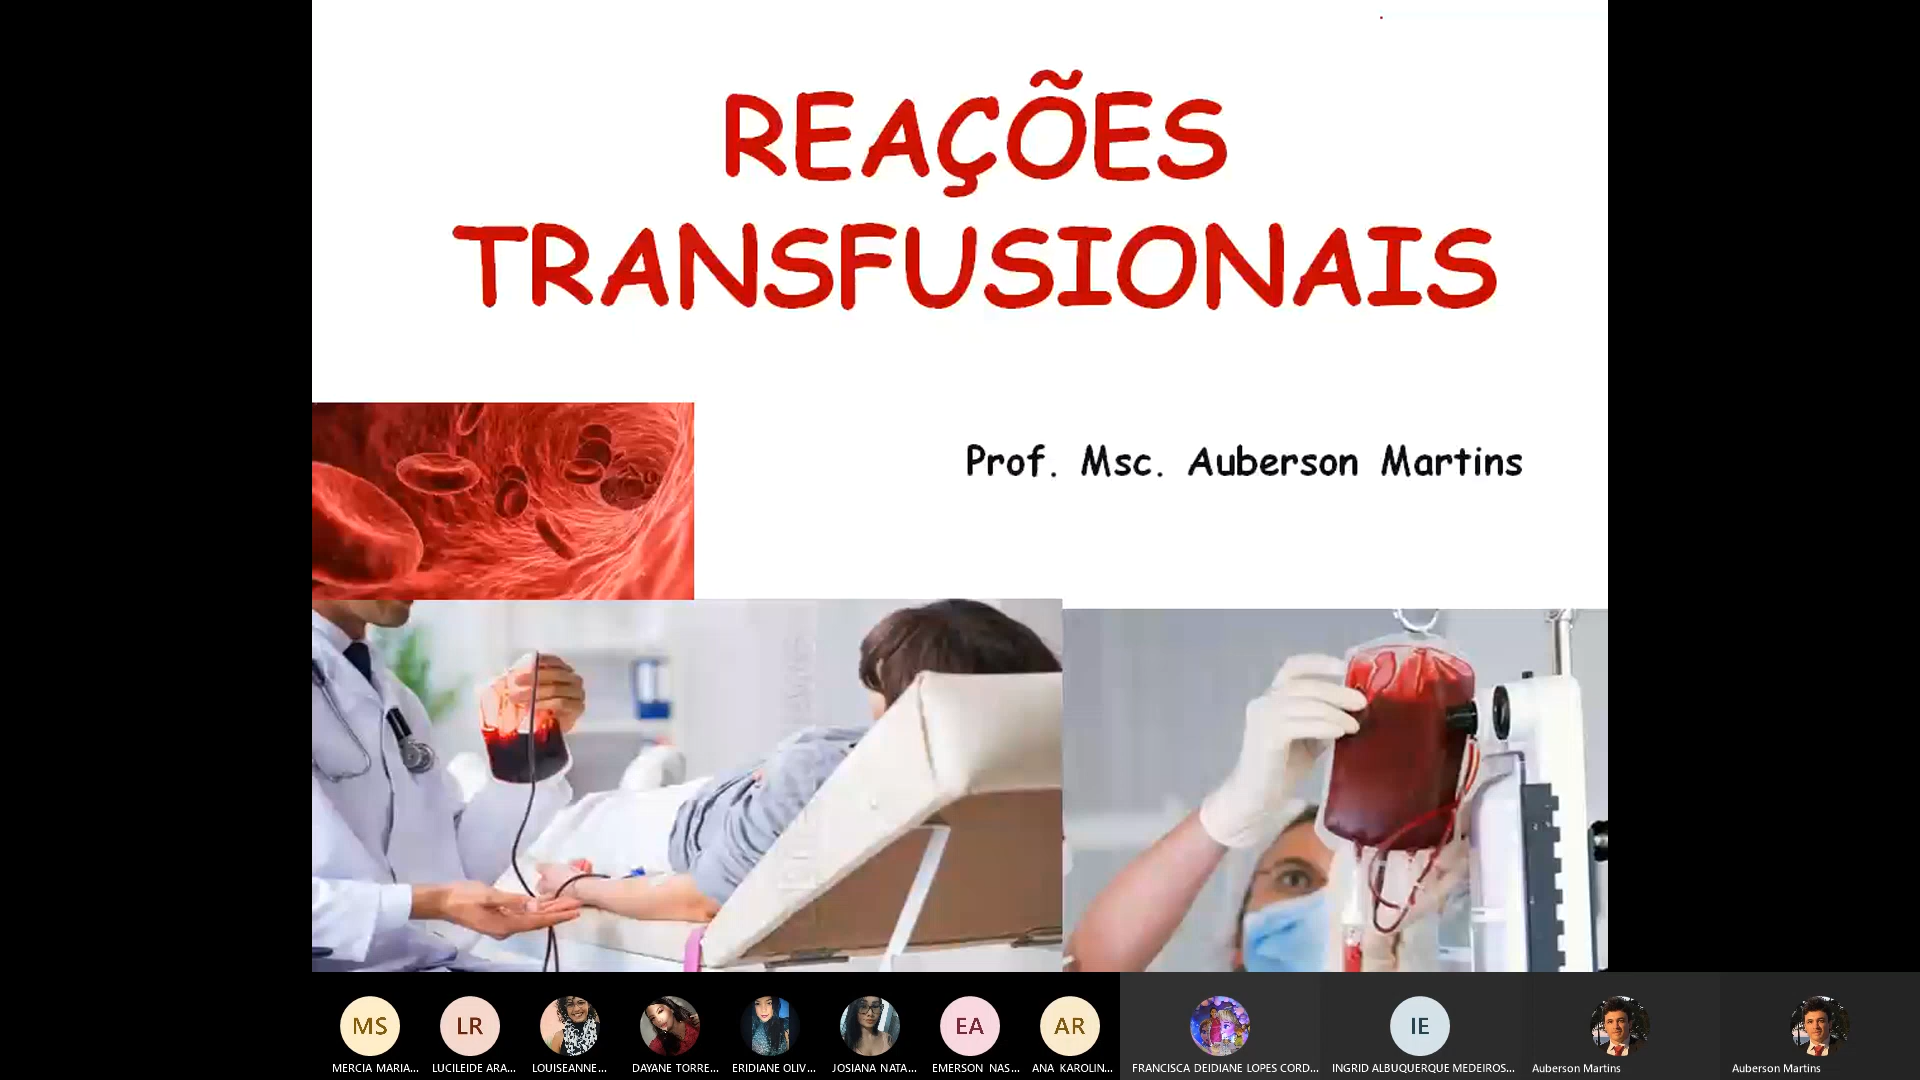 REAÇÕES
TRANSFUSIONAIS
Prof. Msc. Auberson Martins
MS
LR
EA
AR
IE
MERCIA MARIA...
LUCILEIDE ARA...
LOUISEANNE...
DAYANE TORRE...
ERIDIANE OLIV...
JOSIANA NATA...
EMERSON NAS...
ANA KAROLIN...
FRANCISCA DEIDIANE LOPES CORD...
INGRID ALBUQUERQUE MEDEIROS...
Auberson Martins
Auberson Martins